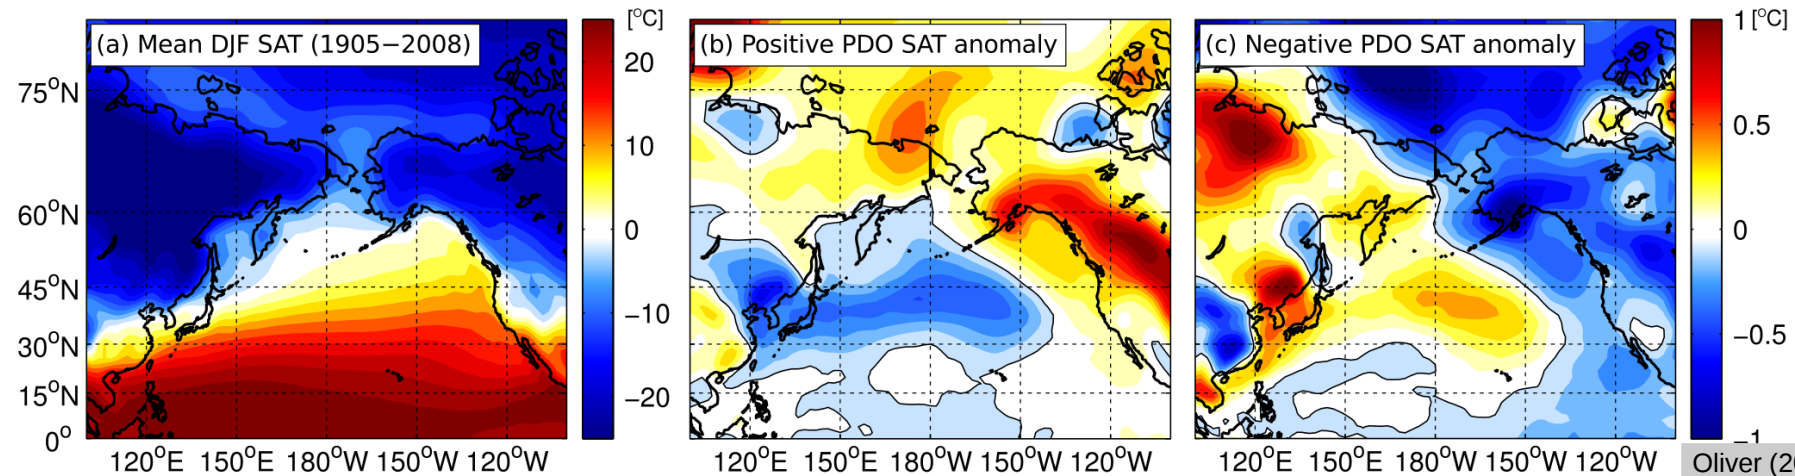 (a) Mean DJF SAT (1905−2008)
75°N
60°N
45°N
30°N
15°N
0°
120°E 150°E 180°W 150°W 120°W
[°C]
20
10
0
−10
−20
(b) Positive PDO SAT anomaly
120°E 150°E 180°W 150°W 120°W
(c) Negative PDO SAT anomaly
120°E 150°E 180°W 150°W 120°W
1 [°C]
0.5
0
−0.5
−1
Oliver (20